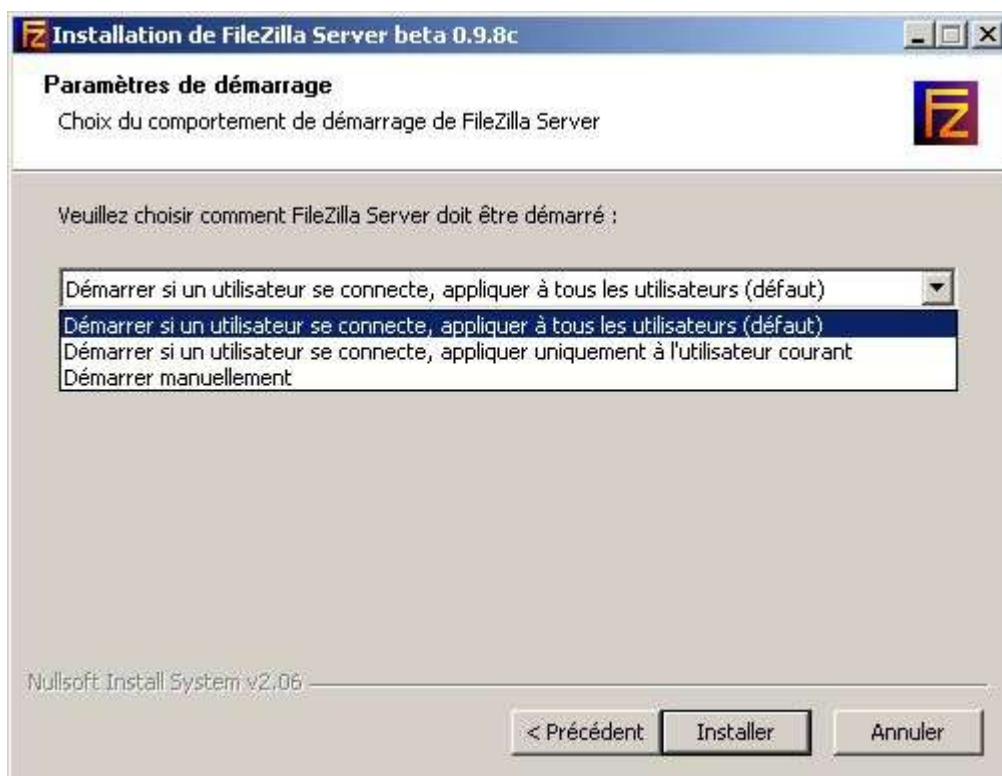 Installation de FileZilla Server beta 0.9.8c
Paramètres de démarrage
Choix du comportement de démarrage de FileZilla Server
FZ
Veuillez choisir comment FileZilla Server doit être démarré :
Démarrer si un utilisateur se connecte, appliquer à tous les utilisateurs (défaut)
Démarrer si un utilisateur se connecte, appliquer à tous les utilisateurs (défaut)
Démarrer si un utilisateur se connecte, appliquer uniquement à l'utilisateur courant
Démarrer manuellement
Nullsoft Install System v2.06
< Précédent
Installer
Annuler